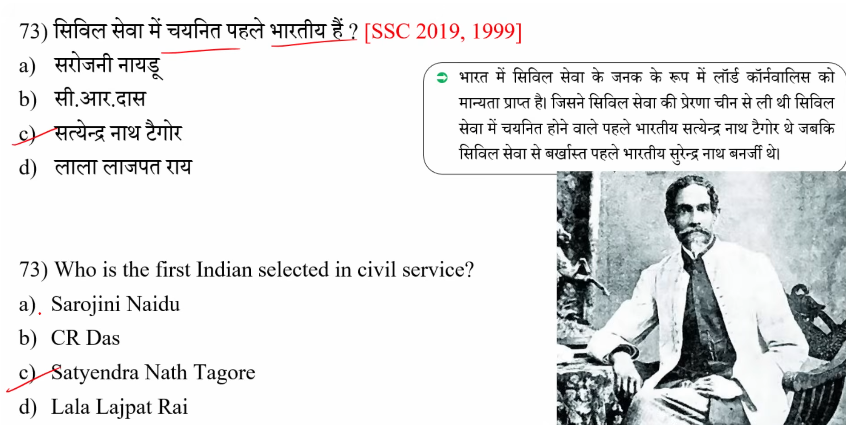 73) सिविल सेवा में चयनित पहले भारतीय हैं ? [SSC 2019, 1999]
a) सरोजनी नायडू
b) सी.आर.दास
c) सत्येन्द्र नाथ टैगोर
d) लाला लाजपत राय
➲ भारत में सिविल सेवा के जनक के रूप में लॉर्ड कॉर्नवालिस को
मान्यता प्राप्त है। जिसने सिविल सेवा की प्रेरणा चीन से ली थी सिविल
सेवा में चयनित होने वाले पहले भारतीय सत्येन्द्र नाथ टैगोर थे जबकि
सिविल सेवा से बर्खास्त पहले भारतीय सुरेन्द्र नाथ बनर्जी थे।
73) Who is the first Indian selected in civil service?
a) Sarojini Naidu
b) CR Das
c) Satyendra Nath Tagore
d) Lala Lajpat Rai